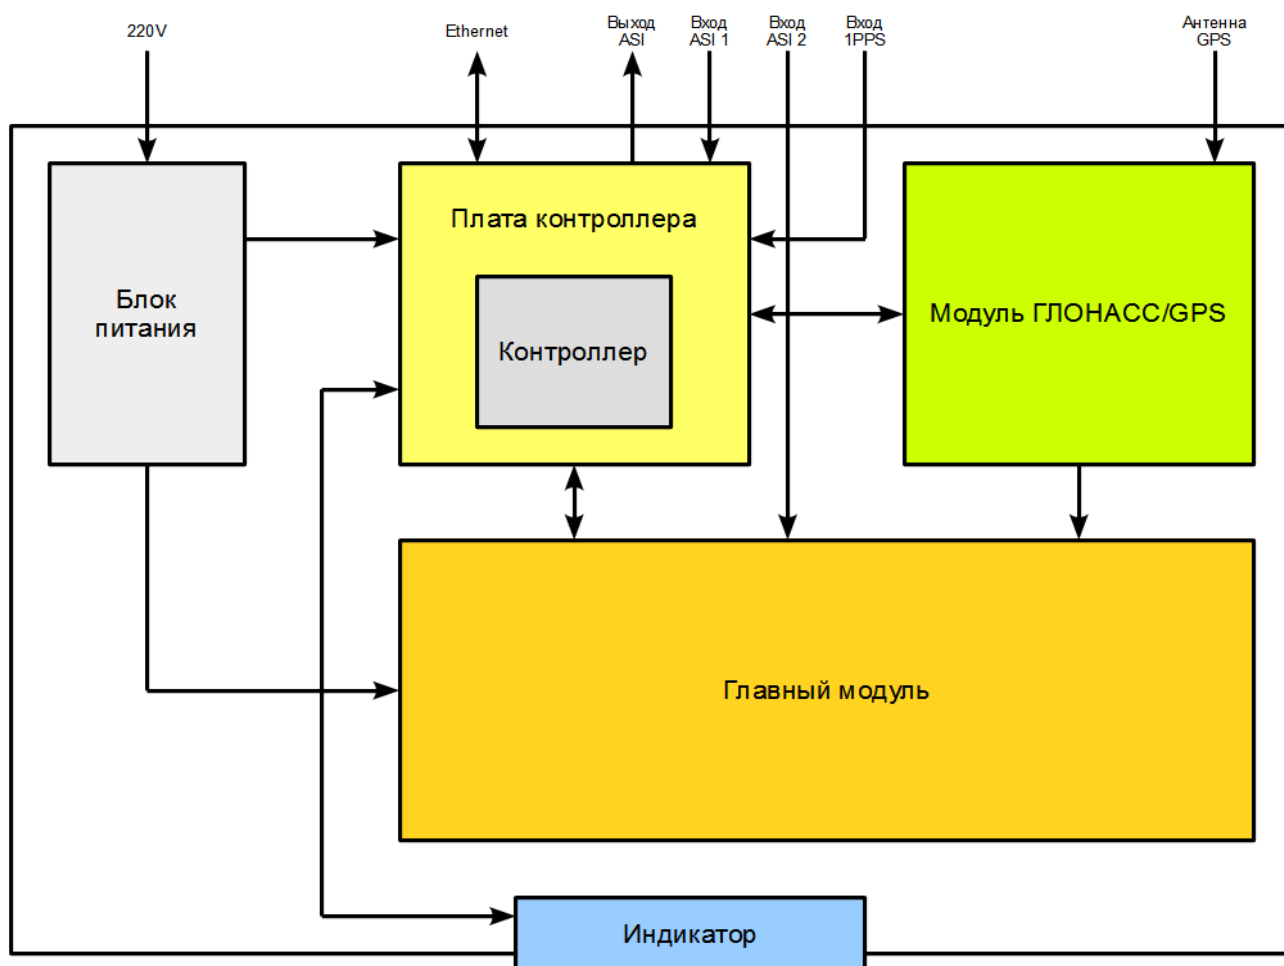 220V
Ethernet
Выход
ASI
Вход
ASI 1
Вход
ASI 2
Вход
1PPS
Антенна
GPS
Плата контроллера
Блок
питания
Контроллер
Модуль ГЛОНАСС/GPS
Главный модуль
Индикатор